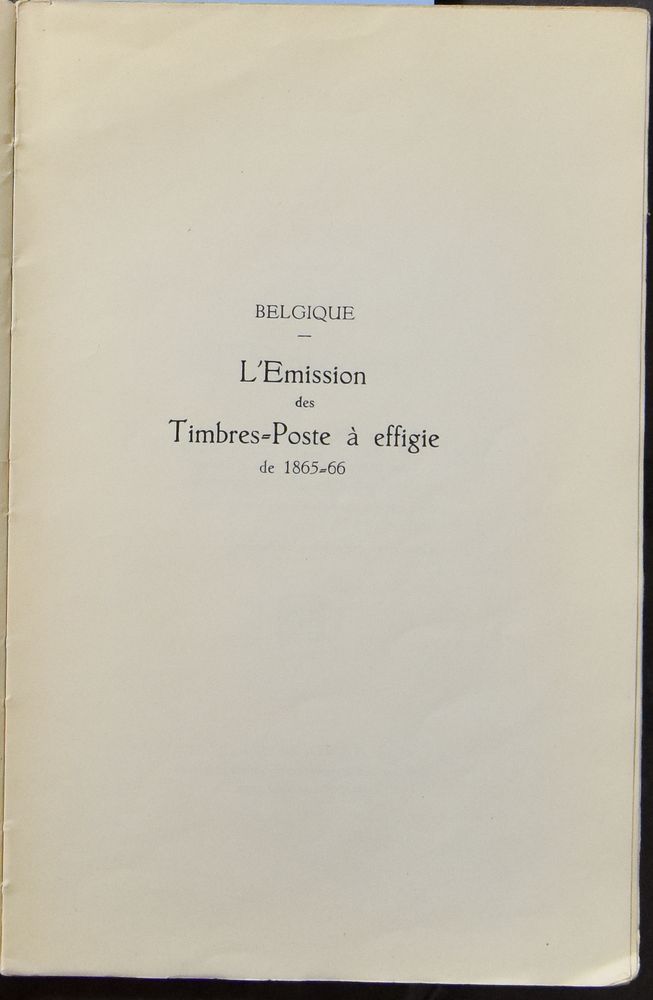 BELGIQUE
L'Emission
des
Timbres-Poste à effigie
de 1865-66